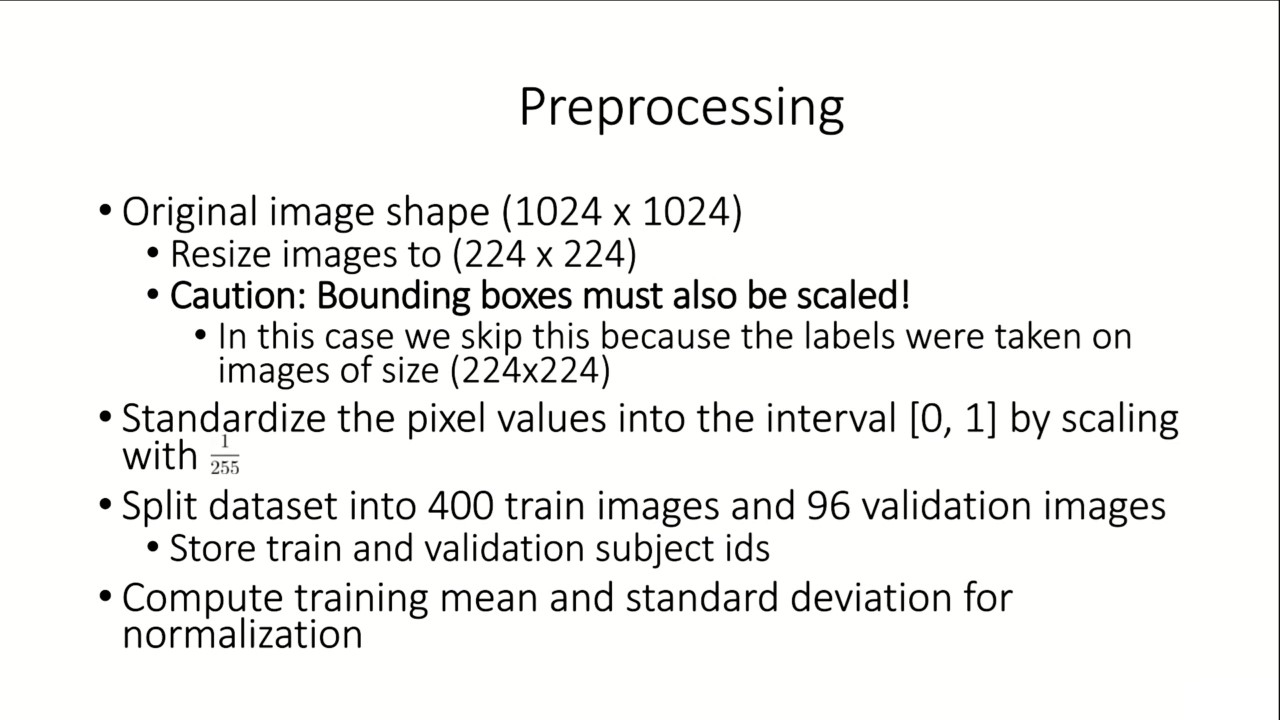 Preprocessing
• Original image shape (1024 x 1024)
• Resize images to (224 x 224)
• Caution: Bounding boxes must also be scaled!
• In this case we skip this because the labels were taken on
images of size (224x224)
• Standardize the pixel values into the interval [0, 1] by scaling
with 1/255
• Split dataset into 400 train images and 96 validation images
• Store train and validation subject ids
• Compute training mean and standard deviation for
normalization